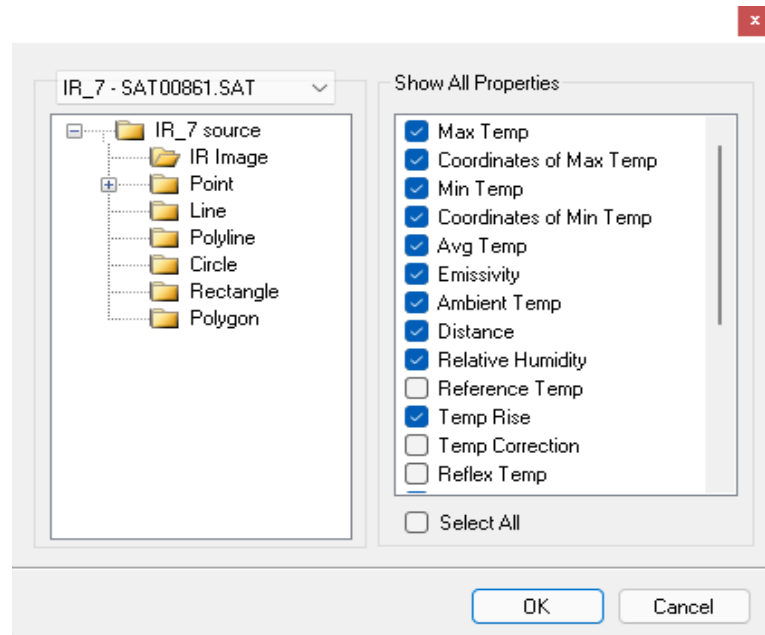 x
IR_7 - SAT00861.SAT
IR_7 source
IR Image
Point
Line
Polyline
Circle
Rectangle
Polygon
Show All Properties
Max Temp
Coordinates of Max Temp
Min Temp
Coordinates of Min Temp
Avg Temp
Emissivity
Ambient Temp
Distance
Relative Humidity
Reference Temp
Temp Rise
Temp Correction
Reflex Temp
Select All
OK
Cancel